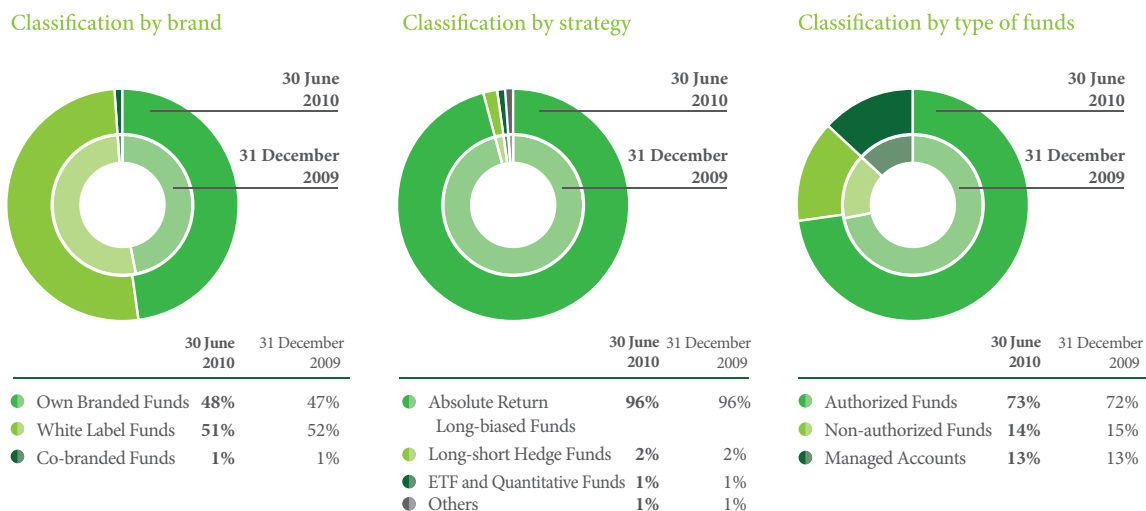 Classification by brand
30 June
2010
31 December
2009
30 June 31 December
2010 2009
Own Branded Funds 48% 47%
White Label Funds 51% 52%
Co-branded Funds 1% 1%
Classification by strategy
30 June
2010
31 December
2009
30 June 31 December
2010 2009
Absolute Return 96% 96%
Long-biased Funds
Long-short Hedge Funds 2% 2%
ETF and Quantitative Funds 1% 1%
Others 1% 1%
Classification by type of funds
30 June
2010
31 December
2009
30 June 31 December
2010 2009
Authorized Funds 73% 72%
Non-authorized Funds 14% 15%
Managed Accounts 13% 13%